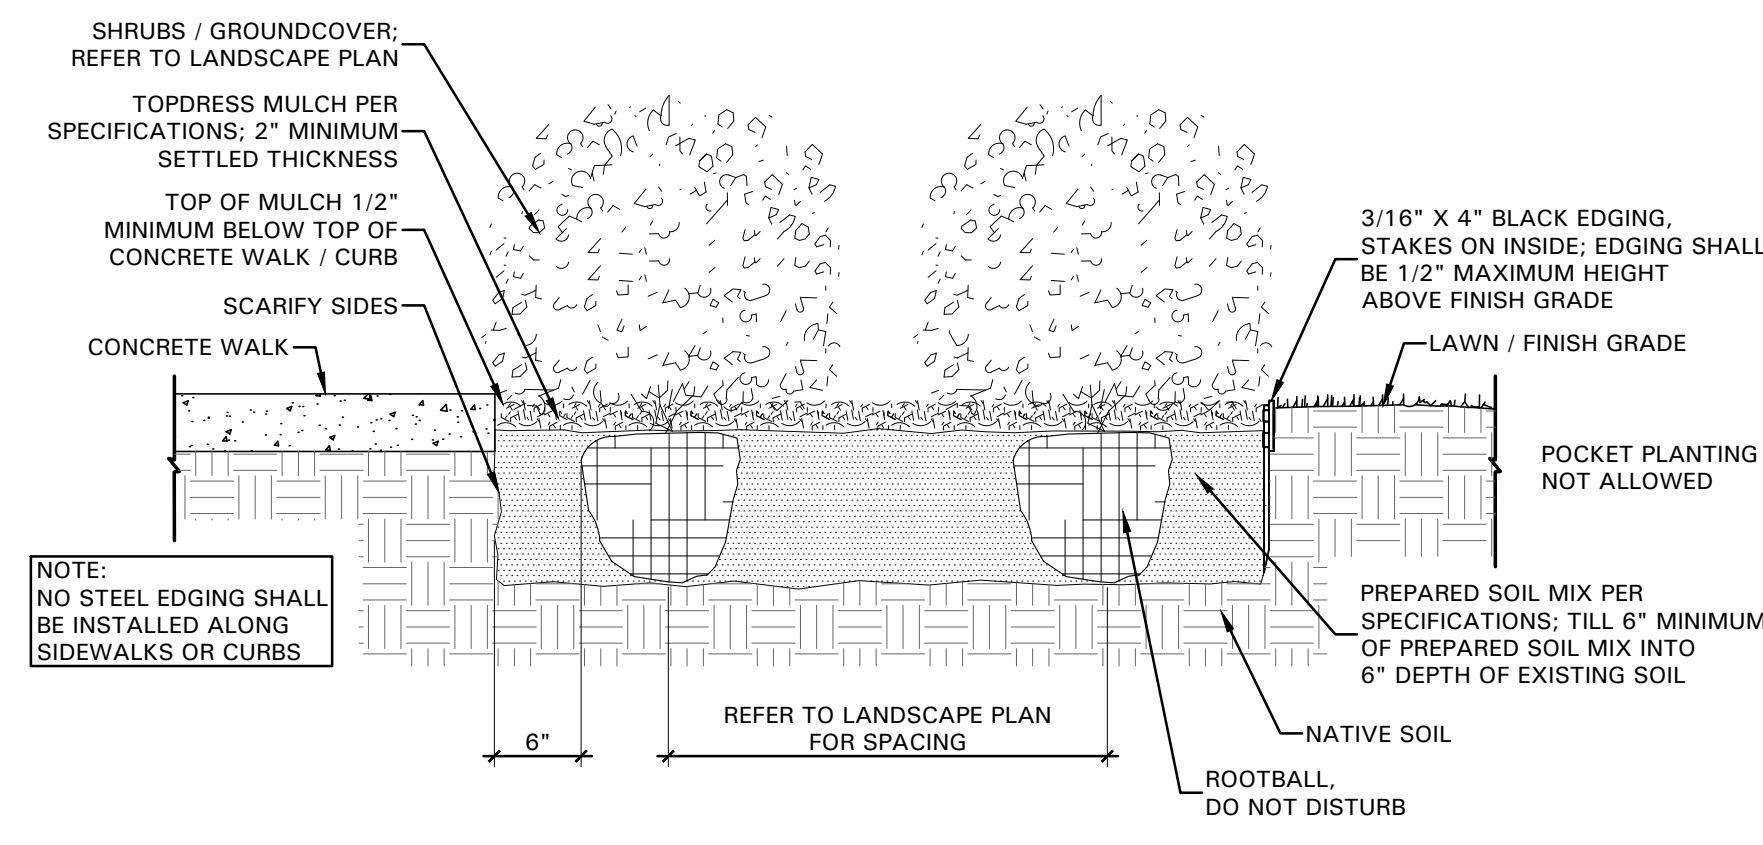 SHRUBS / GROUNDCOVER;
REFER TO LANDSCAPE PLAN
TOPDRESS MULCH PER
SPECIFICATIONS; 2" MINIMUM
SETTLED THICKNESS
TOP OF MULCH 1/2"
MINIMUM BELOW TOP OF
CONCRETE WALK / CURB
SCARIFY SIDES
CONCRETE WALK
NOTE:
NO STEEL EDGING SHALL
BE INSTALLED ALONG
SIDEWALKS OR CURBS
6"
REFER TO LANDSCAPE PLAN
FOR SPACING
3/16" X 4" BLACK EDGING,
STAKES ON INSIDE; EDGING SHALL
BE 1/2" MAXIMUM HEIGHT
ABOVE FINISH GRADE
LAWN / FINISH GRADE
POCKET PLANTING
NOT ALLOWED
PREPARED SOIL MIX PER
SPECIFICATIONS; TILL 6" MINIMUM
OF PREPARED SOIL MIX INTO
6" DEPTH OF EXISTING SOIL
NATIVE SOIL
ROOTBALL,
DO NOT DISTURB